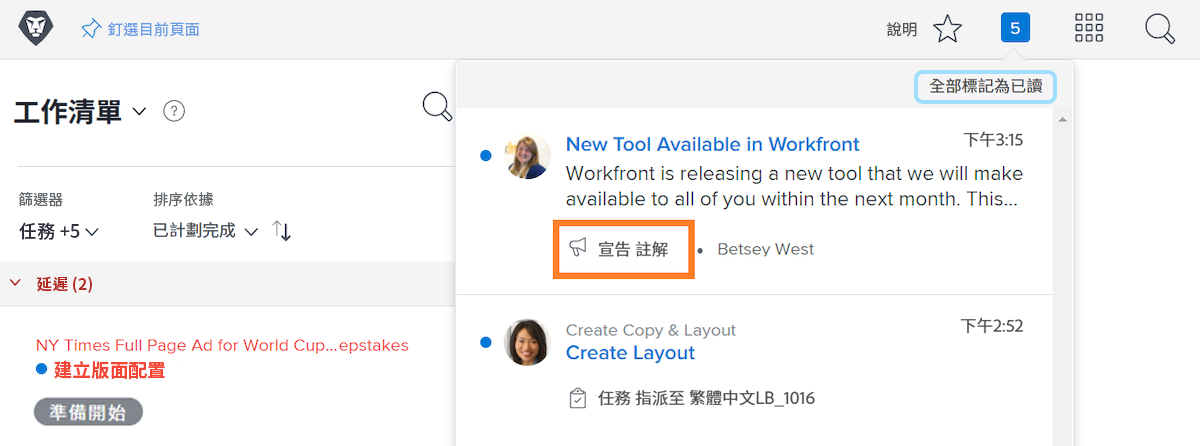 釘選目前頁面
說明
5
工作清單
?
篩選器
排序依據
任務 +5
已計劃完成
延遲 (2)
NY Times Full Page Ad for World Cup...epstakes
建立版面配置
準備開始
全部標記為已讀
New Tool Available in Workfront
下午3:15
Workfront is releasing a new tool that we will make
available to all of you within the next month. This...
宣告 註解 • Betsey West
Create Copy & Layout
下午2:52
Create Layout
任務 指派至 繁體中文LB_1016